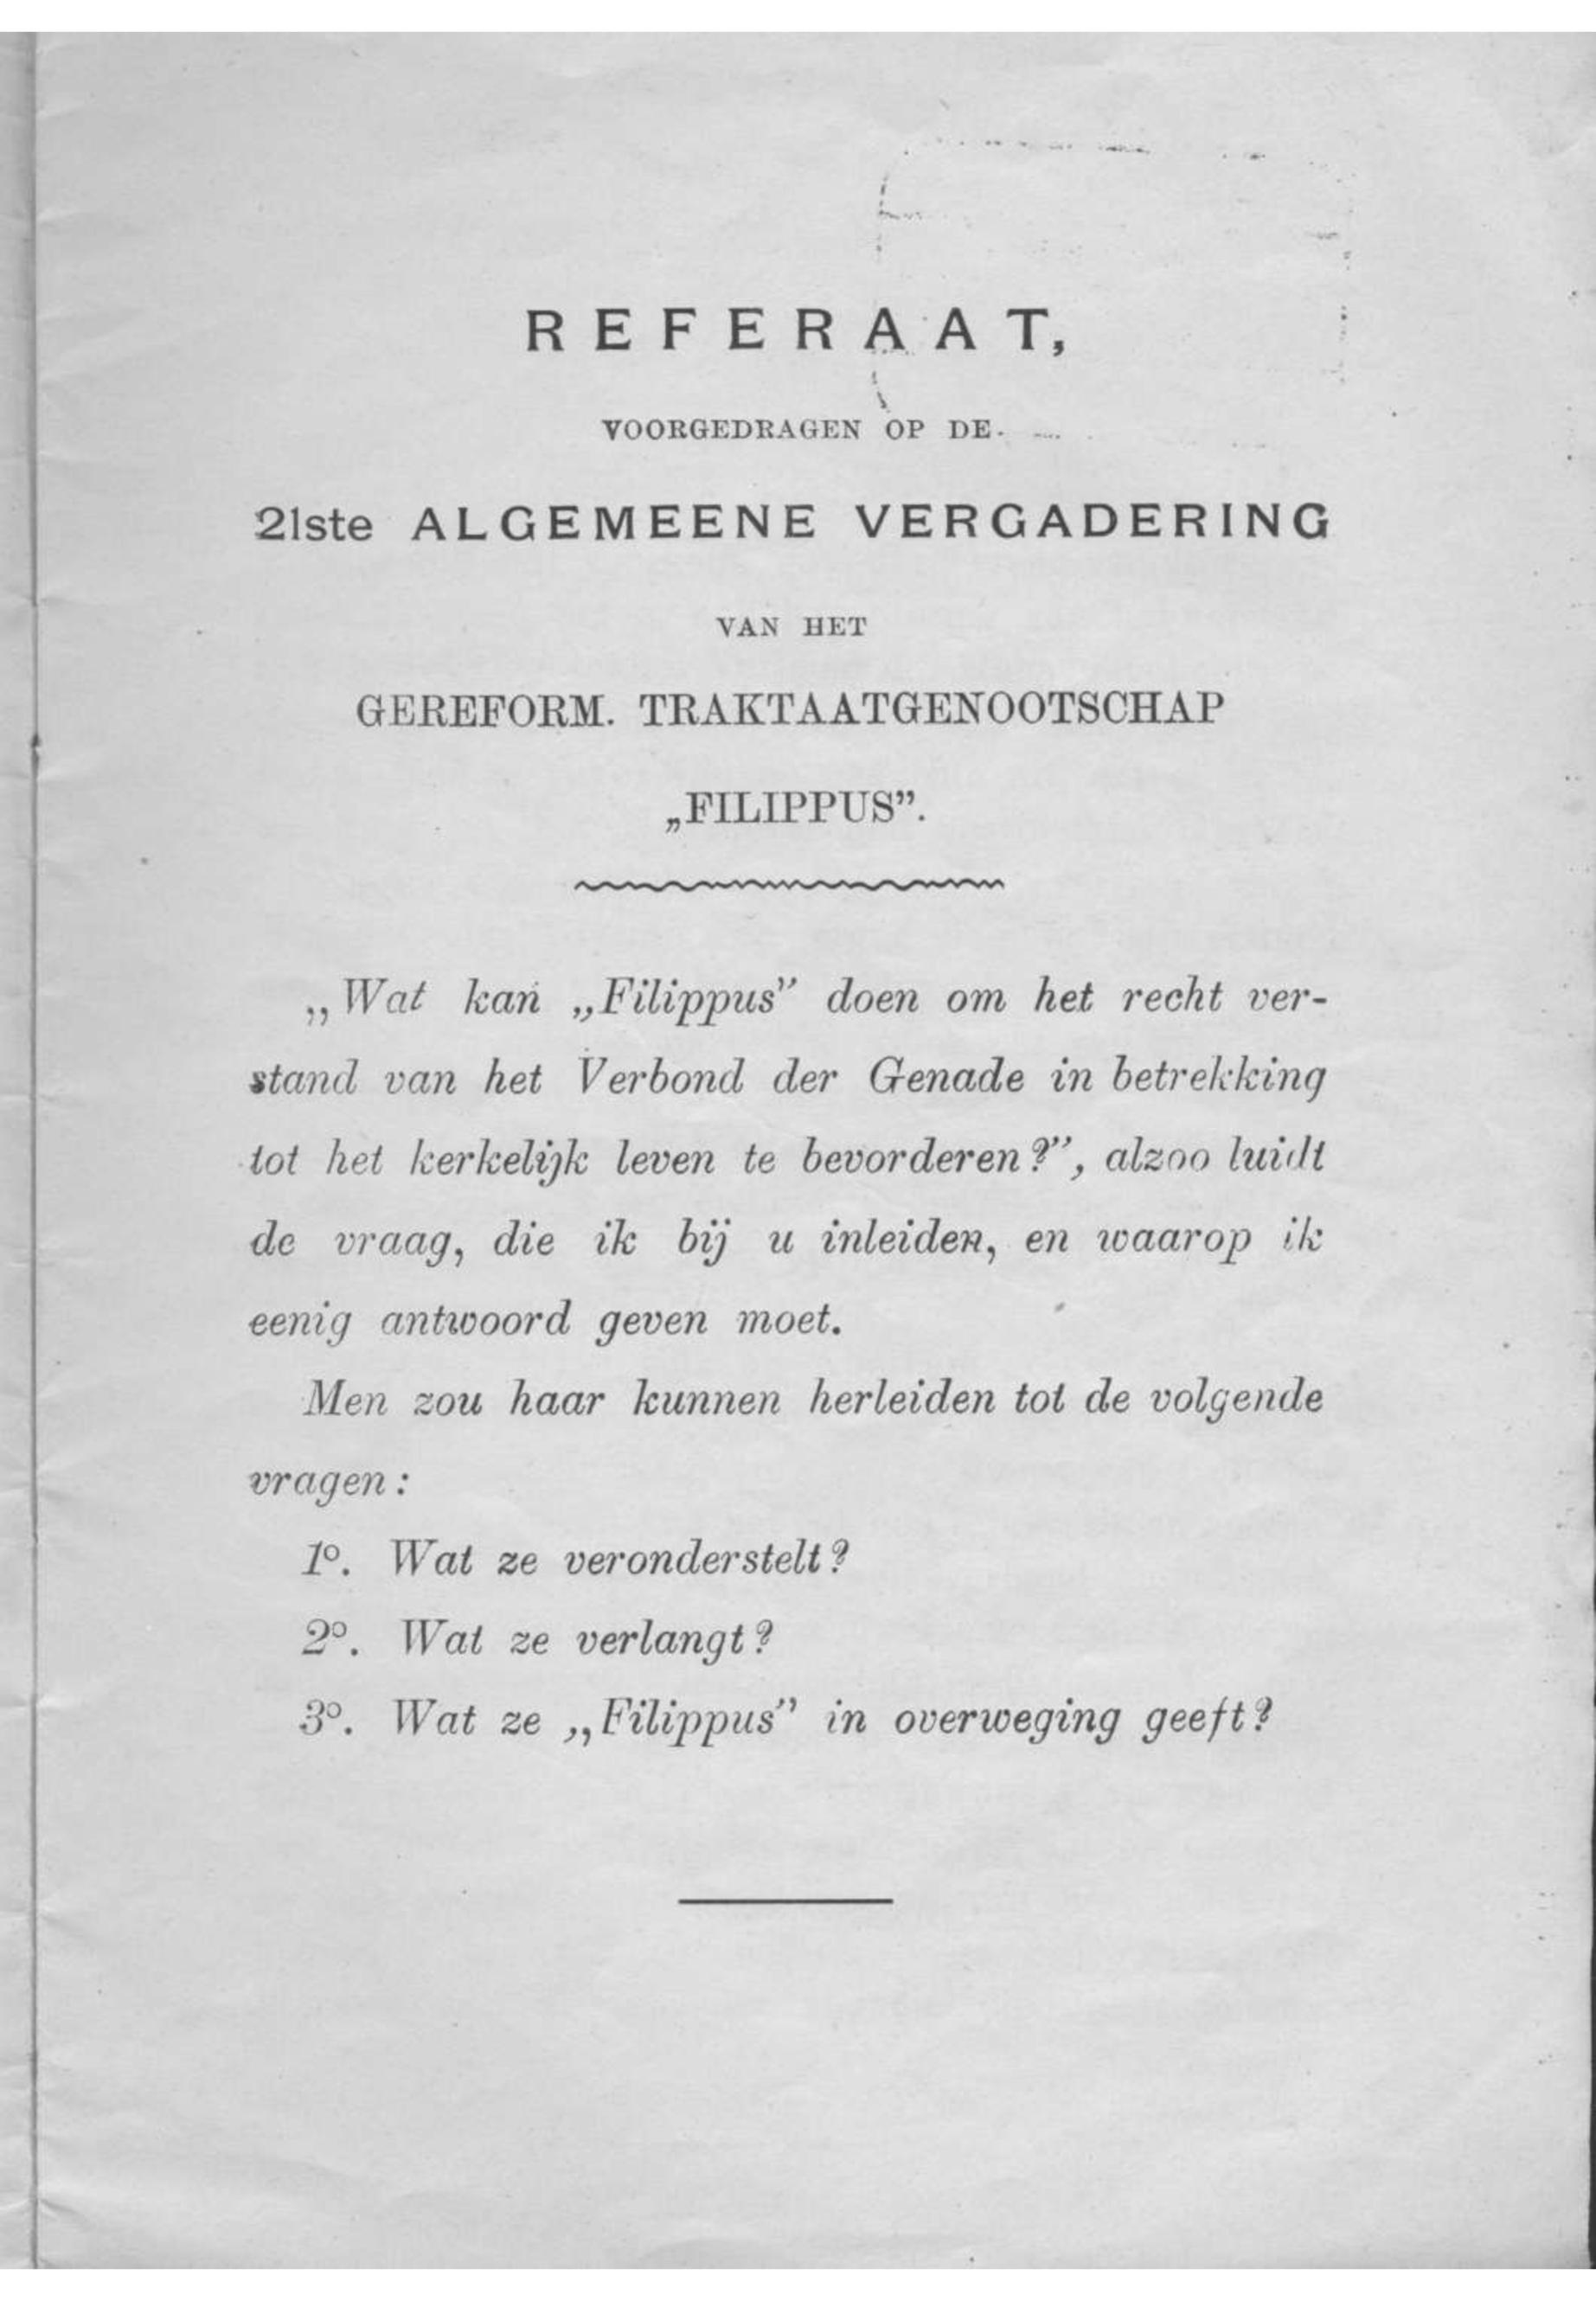 REFERAAT,
VOORGEDRAGEN OP DE
21ste ALGEMEENE VERGADERING
VAN HET
GEREFORM. TRAKTAATGENOOTSCHAP
„FILIPPUS”.
„Wat kan „Filippus” doen om het recht ver-
stand van het Verbond der Genade in betrekking
tot het kerkelijk leven te bevorderen?”, alzoo luidt
de vraag, die ik bij u inleiden, en waarop ik
eenig antwoord geven moet.
Men zou haar kunnen herleiden tot de volgende
vragen:
1º. Wat ze veronderstelt?
2º. Wat ze verlangt?
3º. Wat ze „Filippus” in overweging geeft?